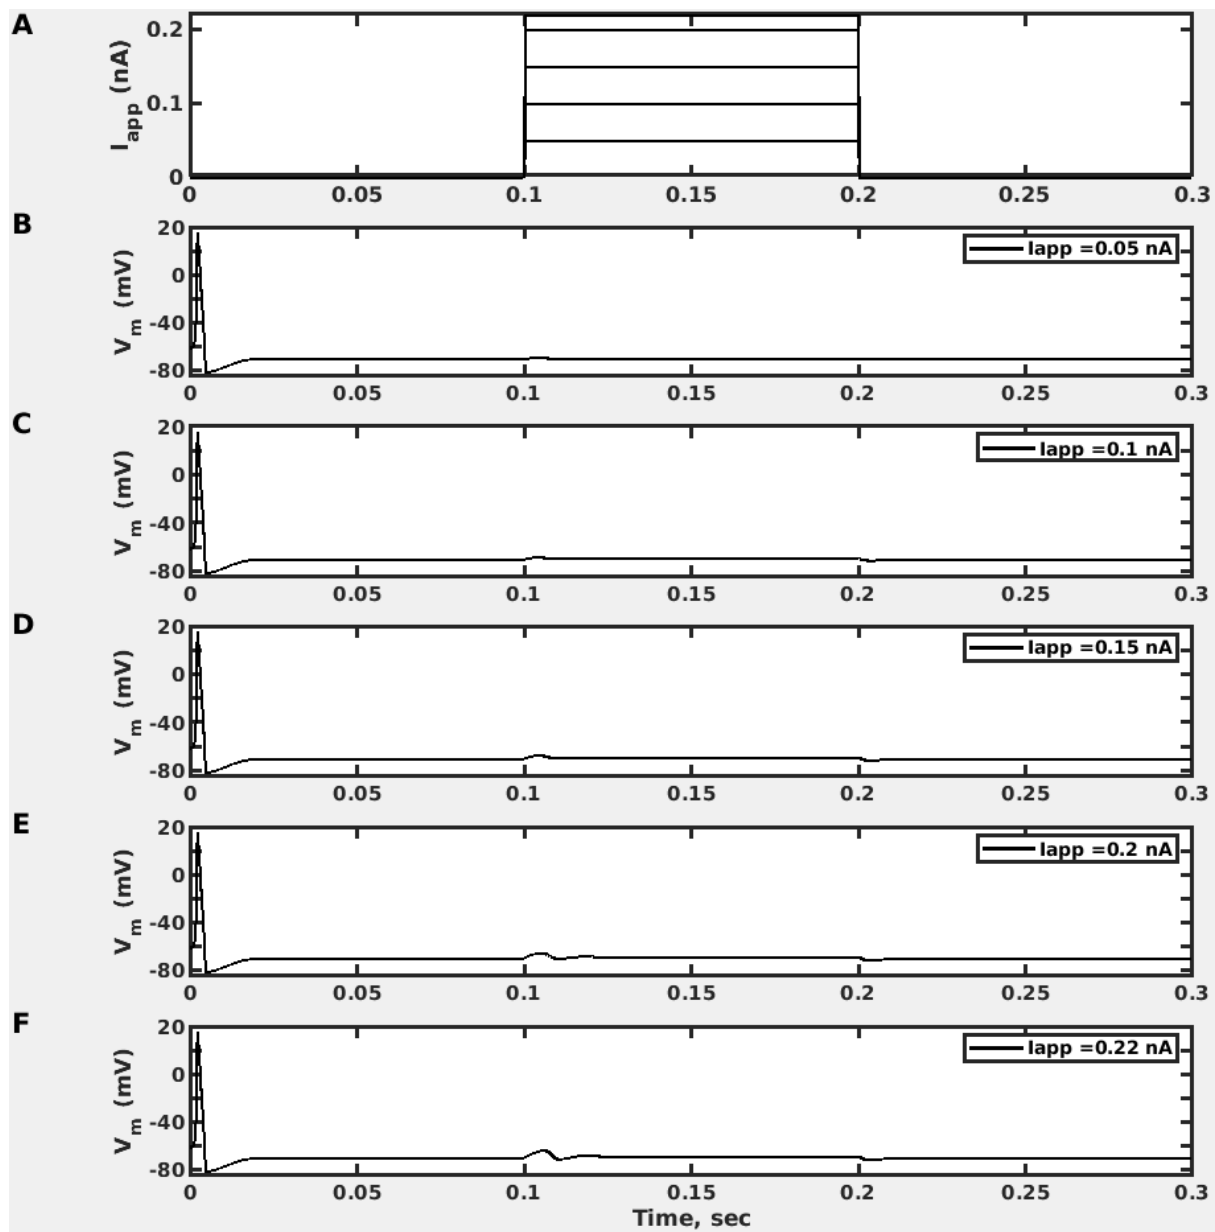 A
I_app (nA)
0.2
0.1
0
0 0.05 0.1 0.15 0.2 0.25 0.3
B
V_m (mV)
20
0
-40
-80
Iapp =0.05 nA
0 0.05 0.1 0.15 0.2 0.25 0.3
C
V_m (mV)
20
0
-40
-80
Iapp =0.1 nA
0 0.05 0.1 0.15 0.2 0.25 0.3
D
V_m (mV)
20
0
-40
-80
Iapp =0.15 nA
0 0.05 0.1 0.15 0.2 0.25 0.3
E
V_m (mV)
20
0
-40
-80
Iapp =0.2 nA
0 0.05 0.1 0.15 0.2 0.25 0.3
F
V_m (mV)
20
0
-40
-80
Iapp =0.22 nA
0 0.05 0.1 0.15 0.2 0.25 0.3
Time, sec